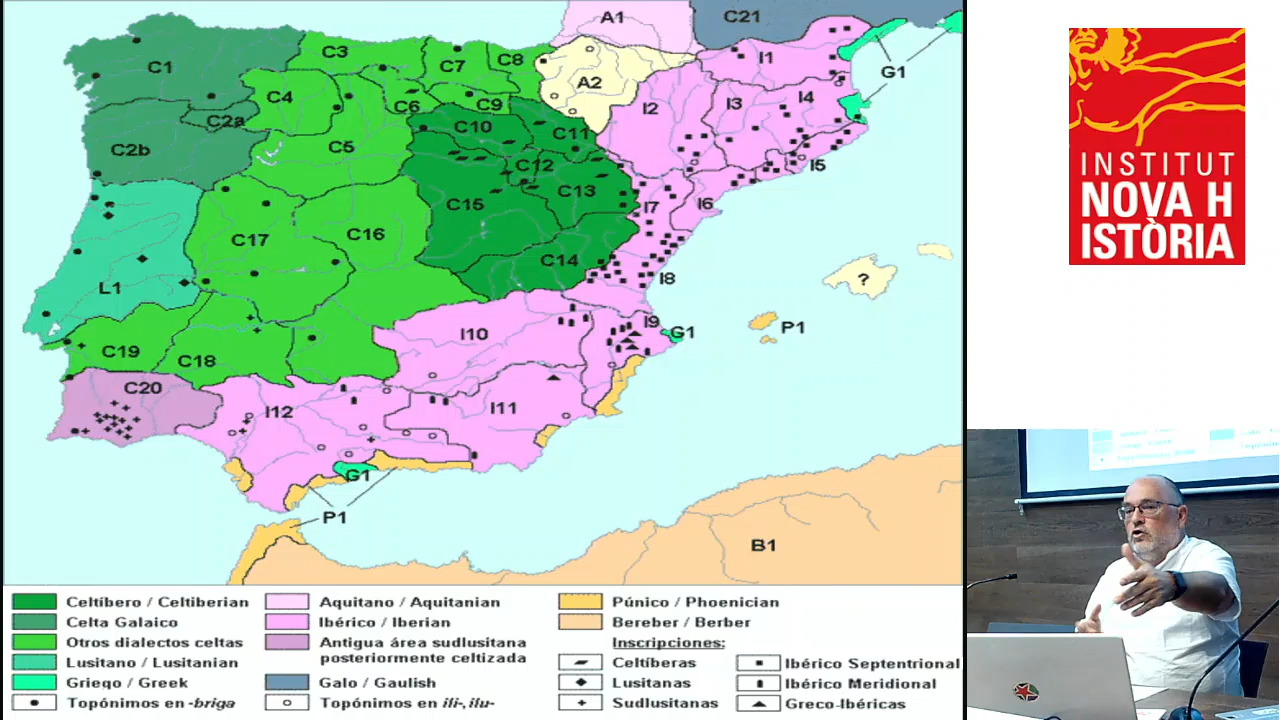 A1
C21
C1
C3
C7
C8
A2
I1
G1
C4
C6
C9
I2
I3
I4
C2a
C10
C11
C2b
C5
C12
I5
C13
C15
I7
I6
C17
C16
C14
I8
?
L1
I10
I9
G1
P1
C19
C18
C20
I12
I11
G1
P1
B1
Celtíbero / Celtiberian
Celta Galaico
Otros dialectos celtas
Lusitano / Lusitanian
Griego / Greek
Topónimos en -briga
Aquitano / Aquitanian
Ibérico / Iberian
Antigua área sudlusitana
posteriormente celtizada
Galo / Gaulish
Topónimos en ili-, ilu-
Púnico / Phoenician
Bereber / Berber
Inscripciones:
Celtíberas
Lusitanas
Sudlusitanas
Ibérico Septentrional
Ibérico Meridional
Greco-Ibéricas
INSTITUT
NOVA H
ISTÒRIA